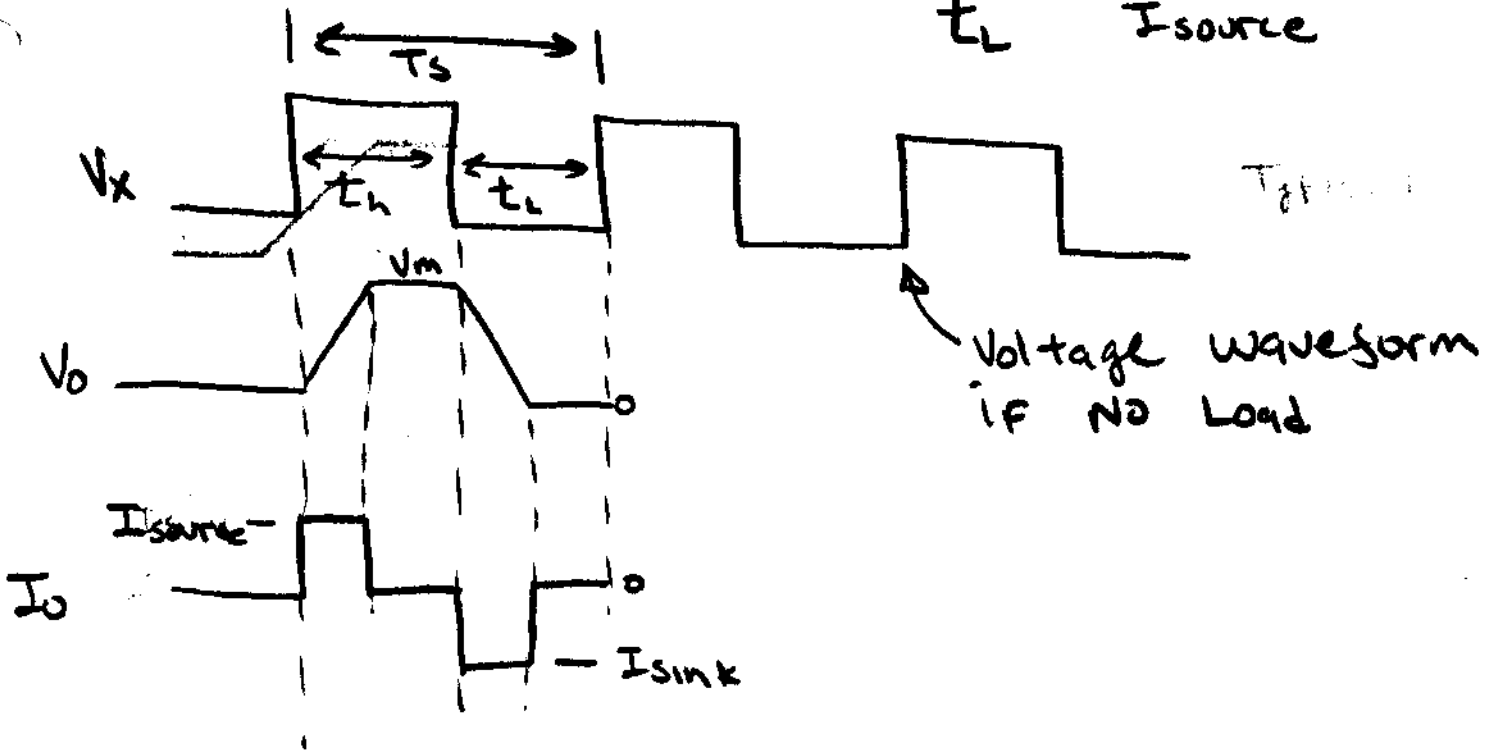 tL Isource
Ts
Vx
th
tL
Vm
Vo
Voltage waveform
if No Load
o
Isource
Io
o
Isink